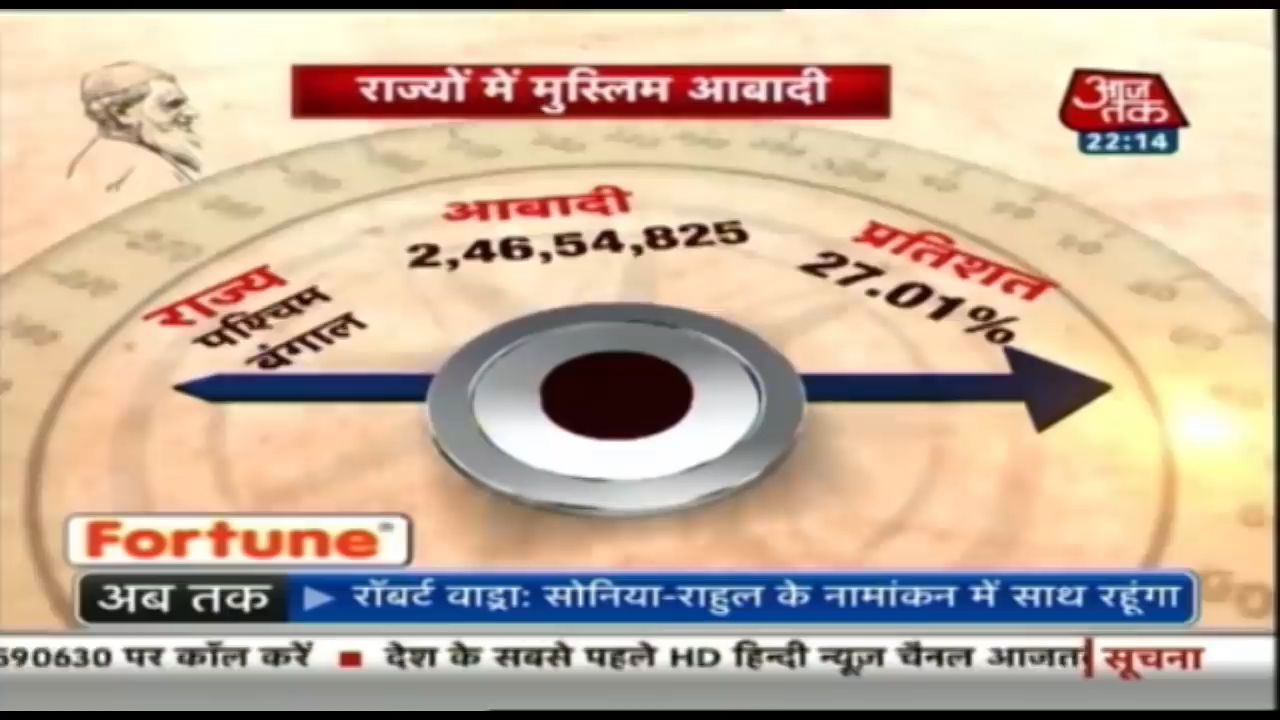 राज्यों में मुस्लिम आबादी
आज
तक
22:14
राज्य
पश्चिम
बंगाल
आबादी
2,46,54,825
प्रतिशत
27.01%
Fortune
अब तक ▶ रॉबर्ट वाड्रा: सोनिया-राहुल के नामांकन में साथ रहूंगा
590630 पर कॉल करें ■ देश के सबसे पहले HD हिन्दी न्यूज़ चैनल आजत सूचना